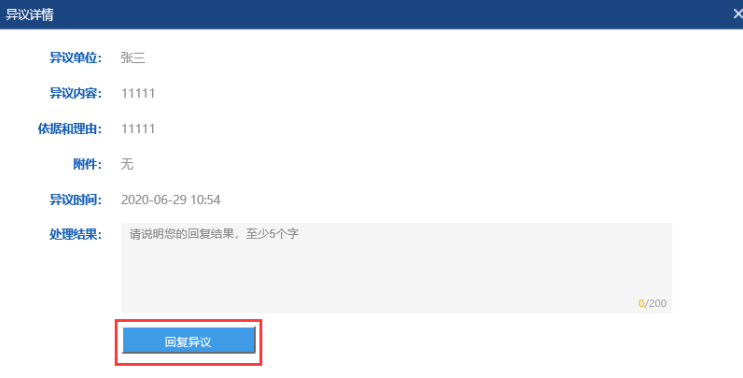 异议详情
异议单位： 张三
异议内容： 11111
依据和理由： 11111
附件： 无
异议时间： 2020-06-29 10:54
处理结果： 请说明您的回复结果，至少5个字
0/200
回复异议